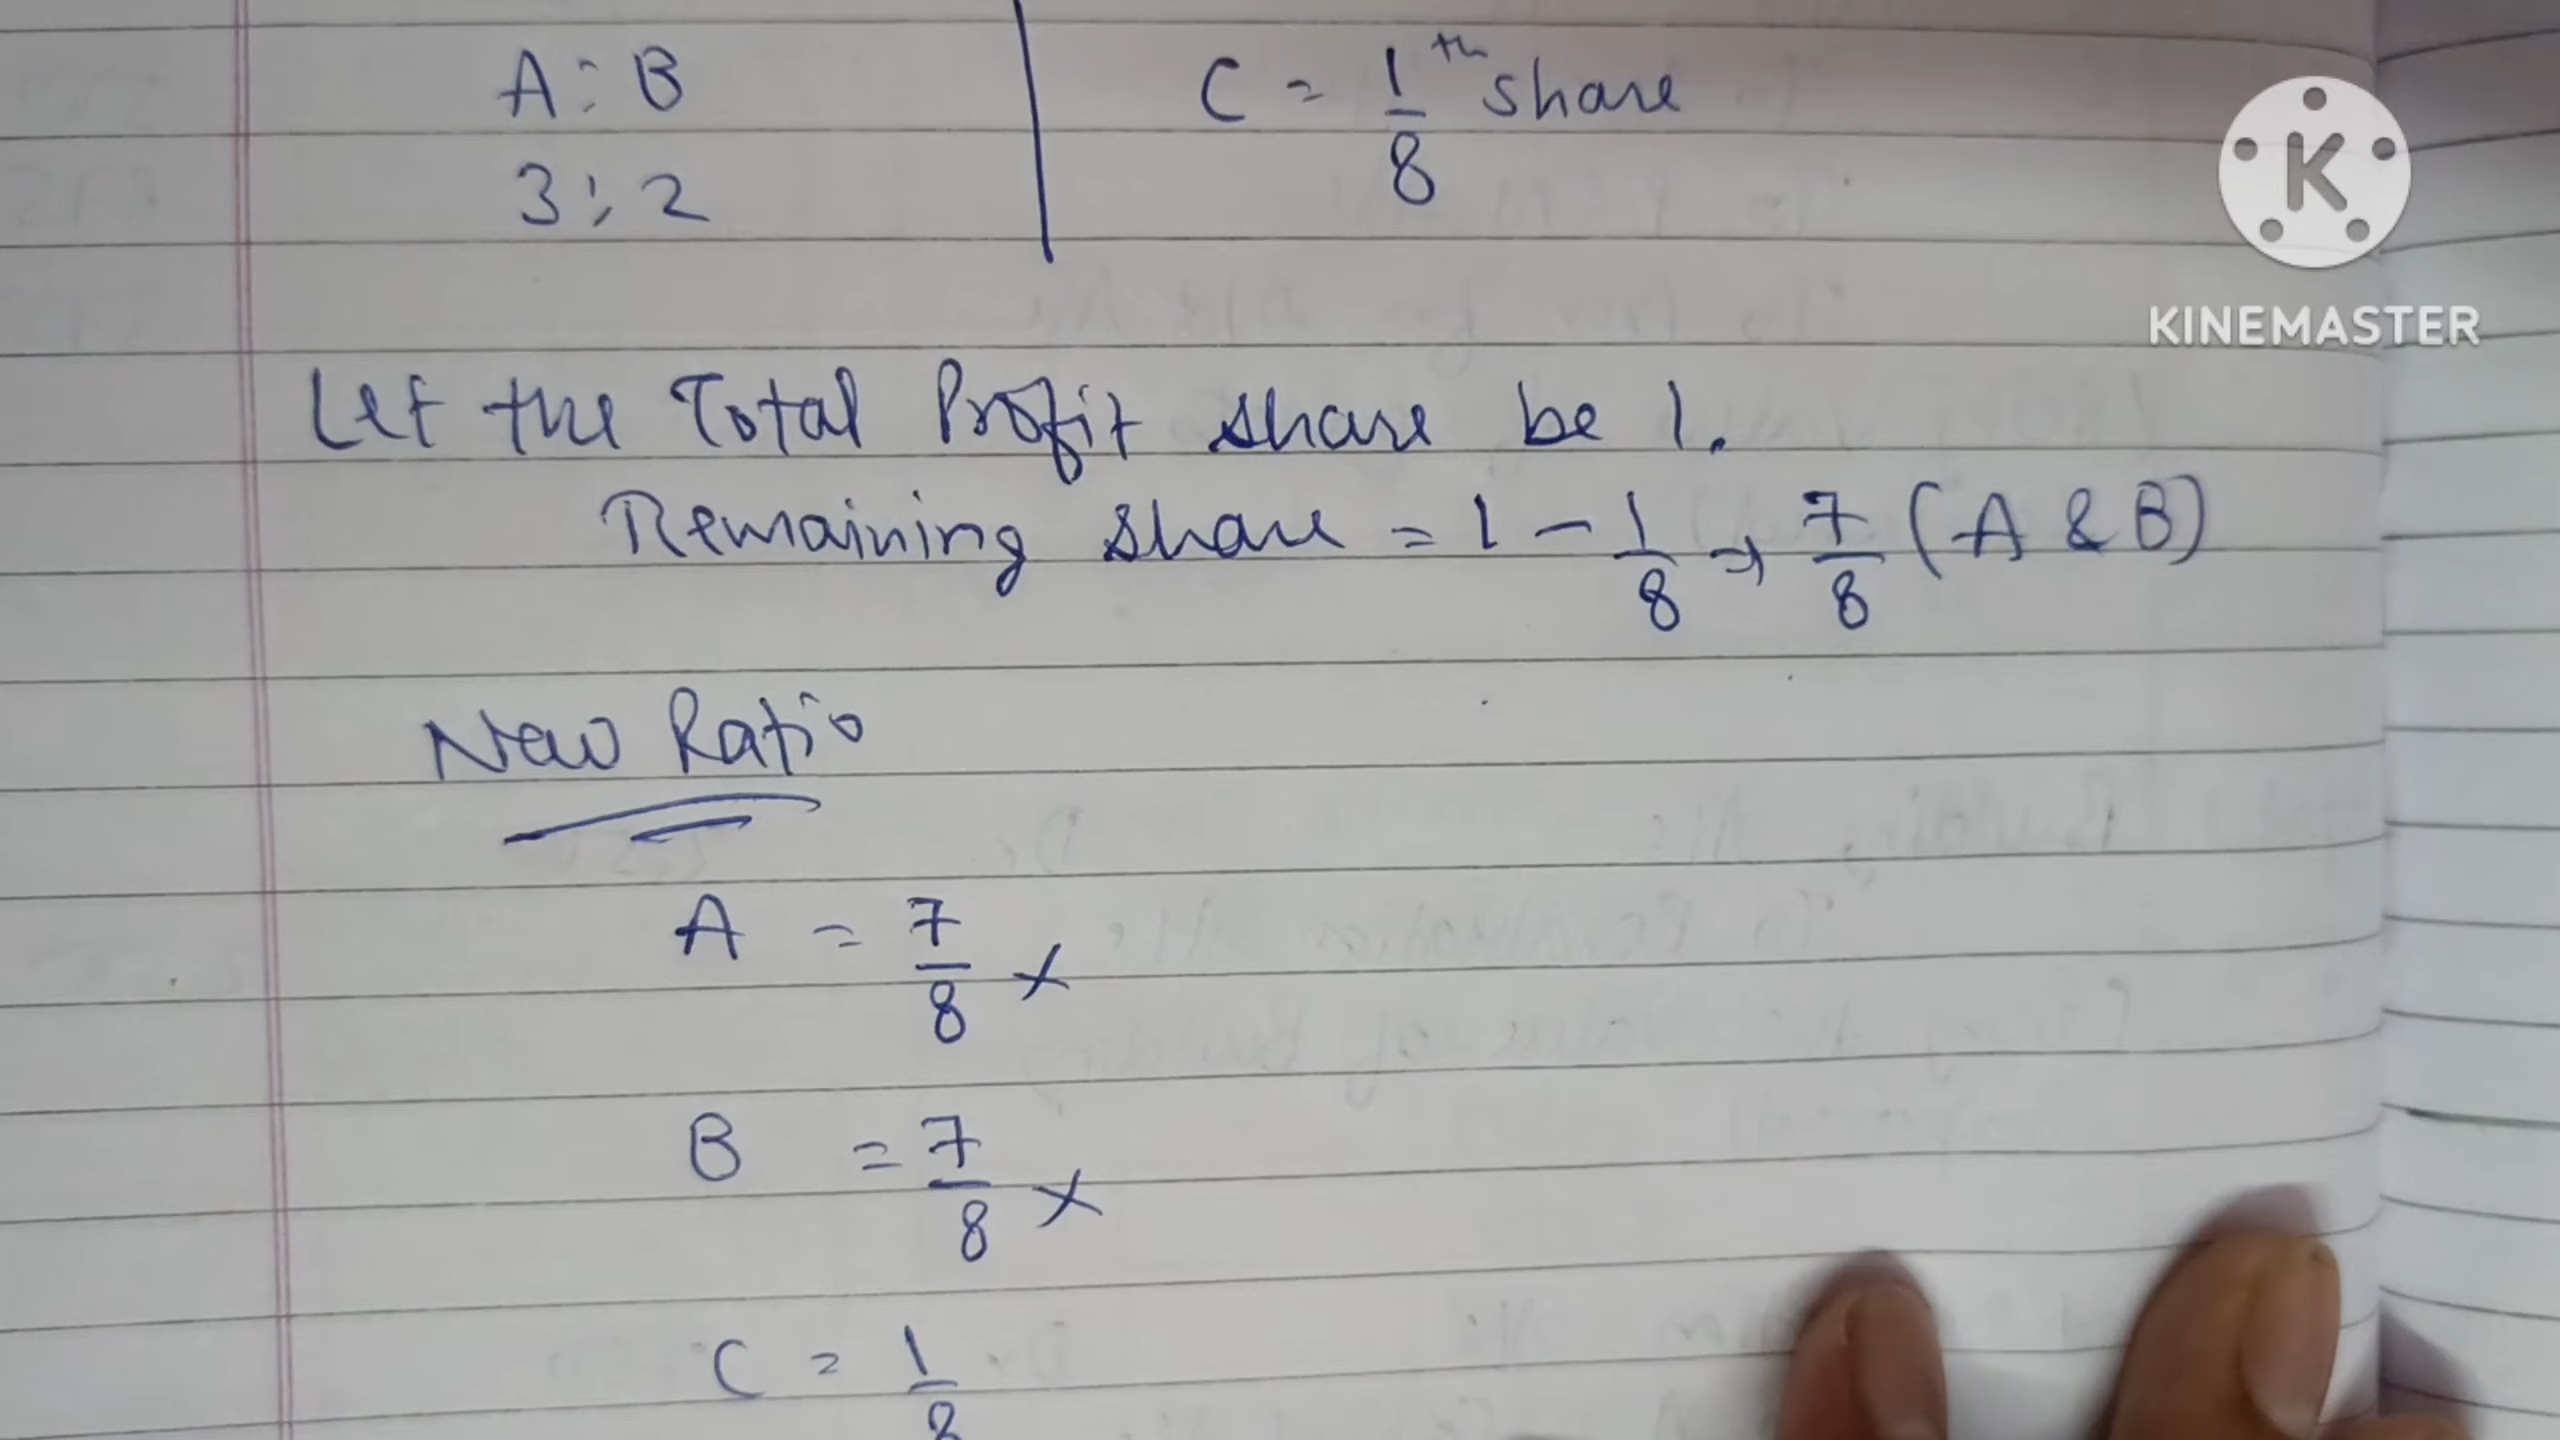 A : B
3 : 2
C = 1/8 th share
K
KINEMASTER
Let the Total Profit share be 1.
Remaining share = 1 - 1/8 → 7/8 (A & B)
New Ratio
A = 7/8 ×
B = 7/8 ×
C = 1/8